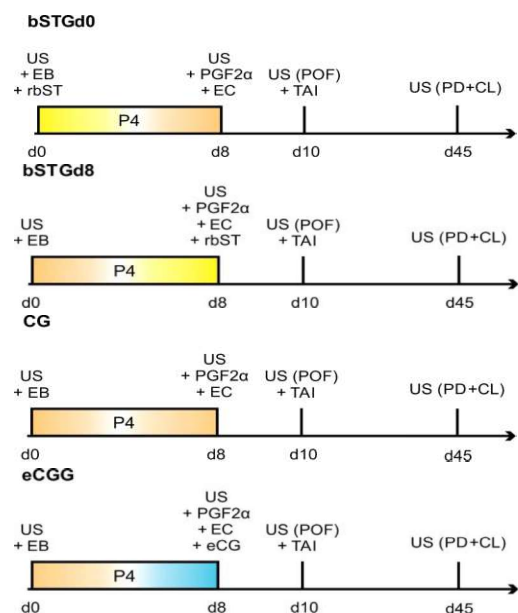 bSTGd0
US
+ EB
+ rbST
US
+ PGF2α
+ EC
US (POF)
+ TAI
US (PD+CL)
P4
d0
d8
d10
d45
bSTGd8
US
+ EB
US
+ PGF2α
+ EC
+ rbST
US (POF)
+ TAI
US (PD+CL)
P4
d0
d8
d10
d45
CG
US
+ EB
US
+ PGF2α
+ EC
US (POF)
+ TAI
US (PD+CL)
P4
d0
d8
d10
d45
eCGG
US
+ EB
US
+ PGF2α
+ EC
+ eCG
US (POF)
+ TAI
US (PD+CL)
P4
d0
d8
d10
d45